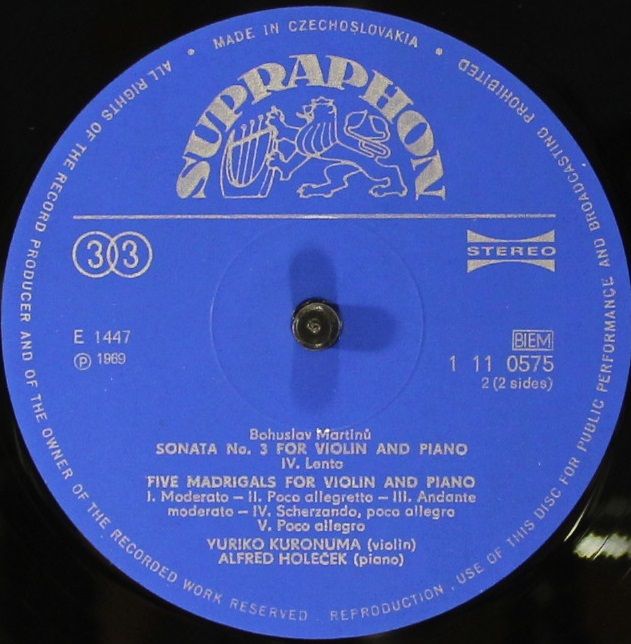 MADE IN CZECHOSLOVAKIA
SUPRAPHON
33
STEREO
E 1447
Ⓟ 1969
BIEM
1 11 0575
2 (2 sides)
Bohuslav Martinů
SONATA No. 3 FOR VIOLIN AND PIANO
IV. Lento
FIVE MADRIGALS FOR VIOLIN AND PIANO
I. Moderato – II. Poco allegretto – III. Andante
moderato – IV. Scherzando, poco allegro
V. Poco allegro
YURIKO KURONUMA (violin)
ALFRED HOLEČEK (piano)
ALL RIGHTS OF THE RECORD PRODUCER AND OF THE OWNER OF THE RECORDED WORK RESERVED . REPRODUCTION . USE OF THIS DISC FOR PUBLIC PERFORMANCE AND BROADCASTING PROHIBITED